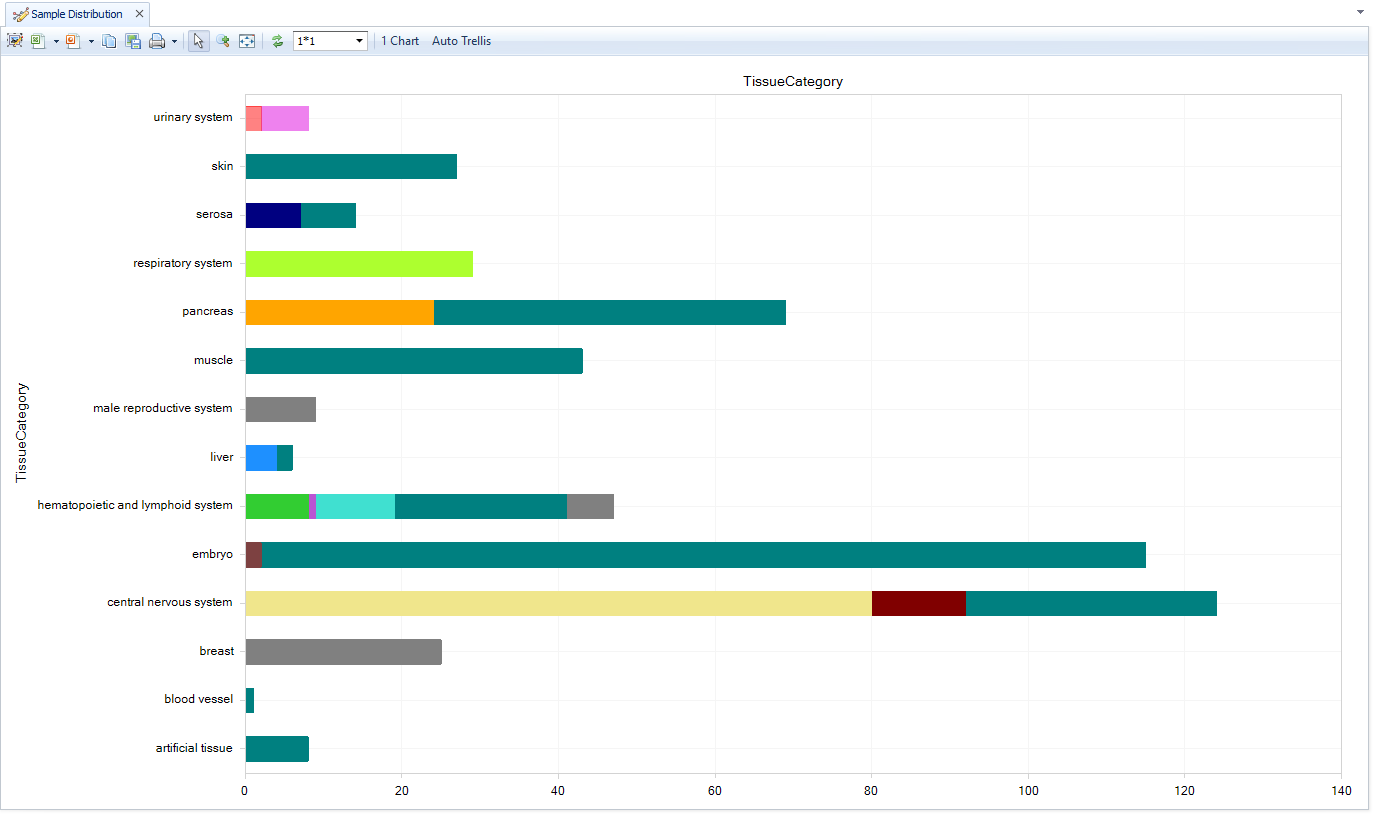 Sample Distribution
1*1
1 Chart
Auto Trellis
TissueCategory
TissueCategory
urinary system
skin
serosa
respiratory system
pancreas
muscle
male reproductive system
liver
hematopoietic and lymphoid system
embryo
central nervous system
breast
blood vessel
artificial tissue
0 20 40 60 80 100 120 140